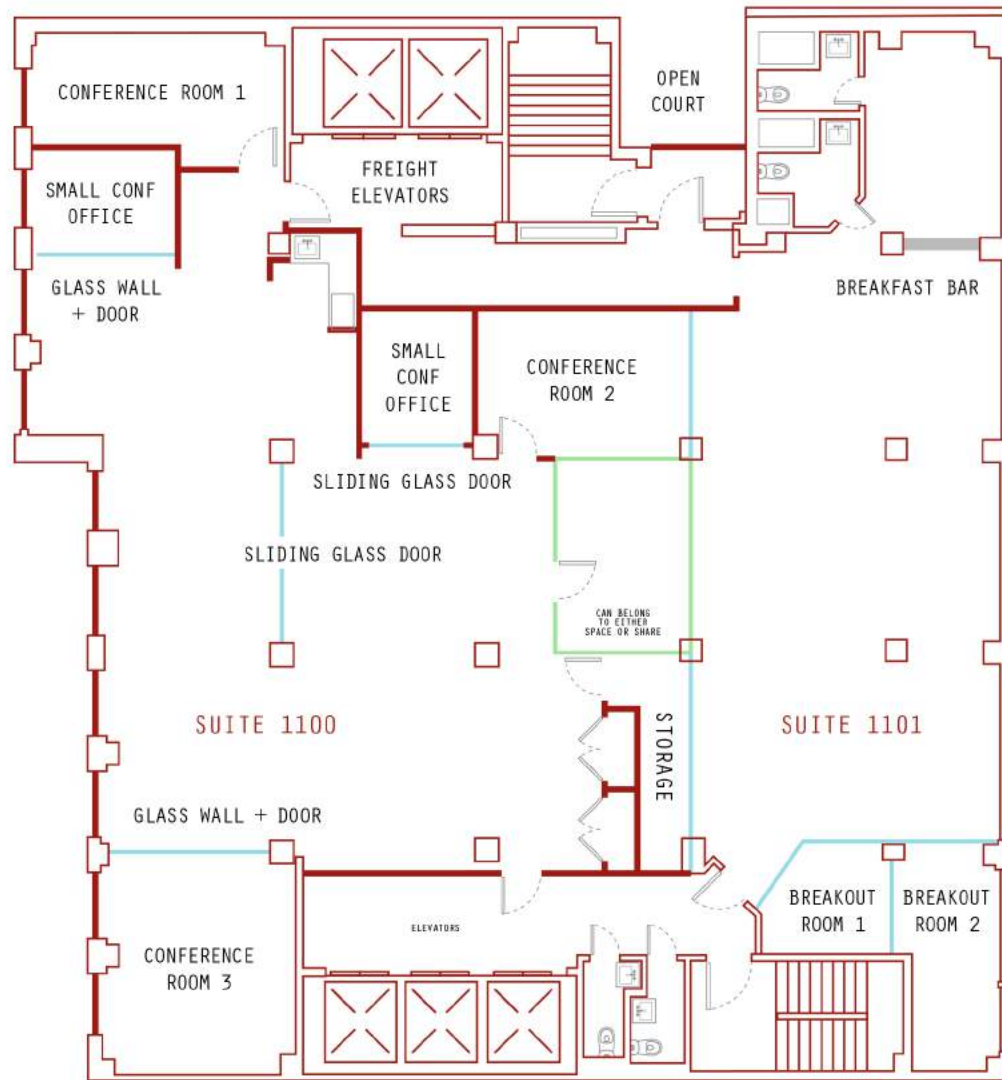 CONFERENCE ROOM 1
OPEN
COURT
FREIGHT
ELEVATORS
SMALL CONF
OFFICE
GLASS WALL
+ DOOR
BREAKFAST BAR
SMALL
CONF
OFFICE
CONFERENCE
ROOM 2
SLIDING GLASS DOOR
SLIDING GLASS DOOR
CAN BELONG
TO EITHER
SPACE OR SHARE
SUITE 1100
STORAGE
SUITE 1101
GLASS WALL + DOOR
BREAKOUT
ROOM 1
BREAKOUT
ROOM 2
ELEVATORS
CONFERENCE
ROOM 3